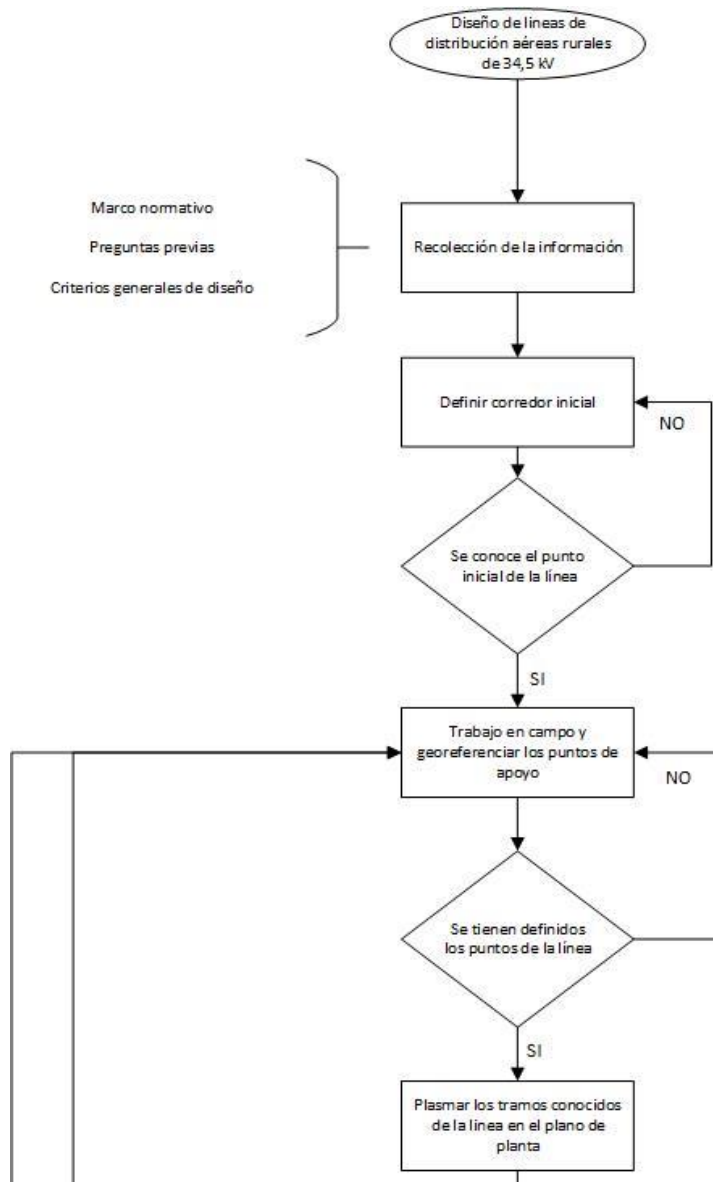 Diseño de líneas de
distribución aéreas rurales
de 34,5 kV
Marco normativo
Preguntas previas
Criterios generales de diseño
Recolección de la información
Definir corredor inicial
NO
Se conoce el punto
inicial de la línea
SI
Trabajo en campo y
georeferenciar los puntos de
apoyo
NO
Se tienen definidos
los puntos de la línea
SI
Plasmar los tramos conocidos
de la línea en el plano de
planta